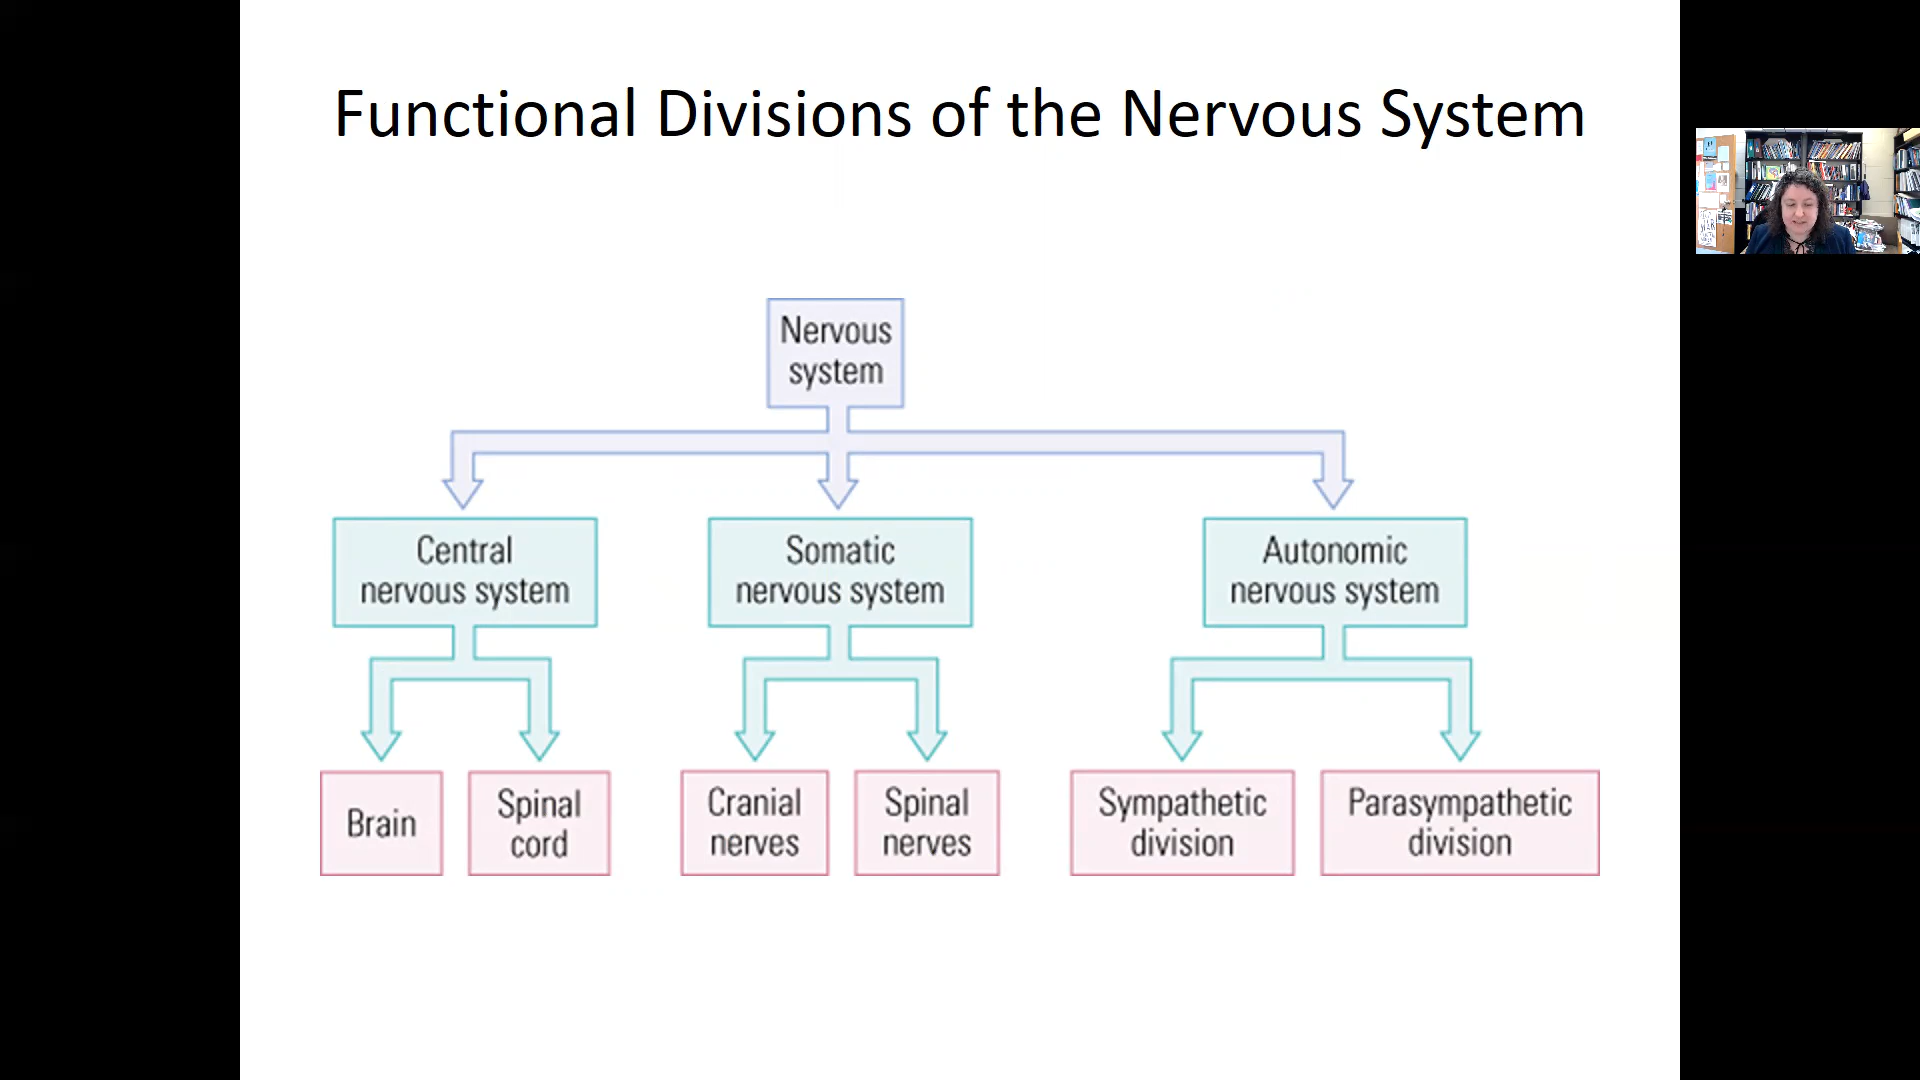 Functional Divisions of the Nervous System
Nervous
system
Central
nervous system
Somatic
nervous system
Autonomic
nervous system
Brain
Spinal
cord
Cranial
nerves
Spinal
nerves
Sympathetic
division
Parasympathetic
division